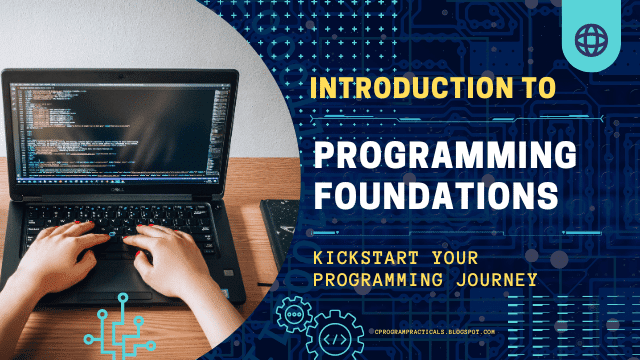 INTRODUCTION TO
PROGRAMMING
FOUNDATIONS
KICKSTART YOUR
PROGRAMMING JOURNEY
©CPROGRAMPRACTICALS.BLOGSPOT.COM